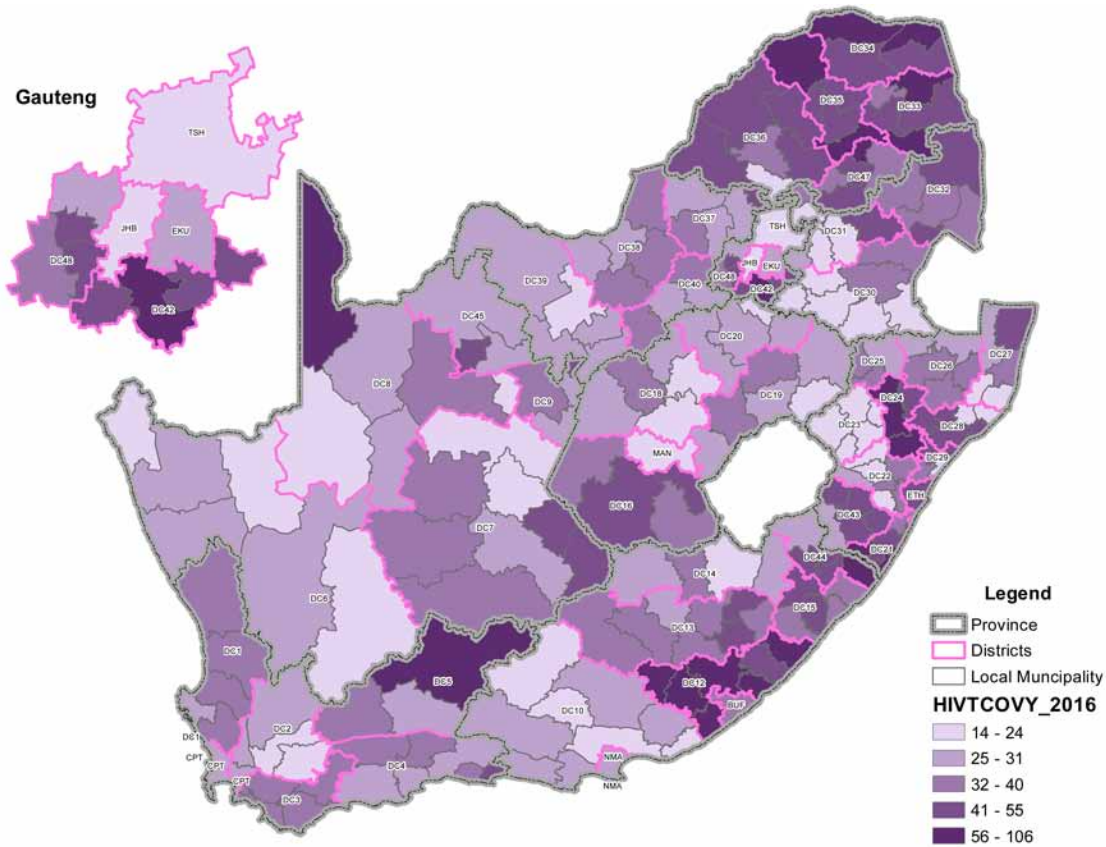 Gauteng
TSH
JHB
EKU
DC48
DC42
DC34
DC35
DC33
DC36
DC47
DC32
DC37
TSH
DC31
DC38
JHB
EKU
DC48
DC42
DC39
DC40
DC30
DC45
DC20
DC8
DC25
DC26
DC27
DC9
DC18
DC19
DC24
DC23
DC28
MAN
DC29
DC22
ETH
DC16
DC43
DC7
DC21
DC44
DC14
DC6
DC15
DC13
DC1
DC5
DC12
BUF
DC10
DC2
DC1
CPT
CPT
CPT
DC4
NMA
NMA
DC3
Legend
Province
Districts
Local Muncipality
HIVTCOVY_2016
14 - 24
25 - 31
32 - 40
41 - 55
56 - 106